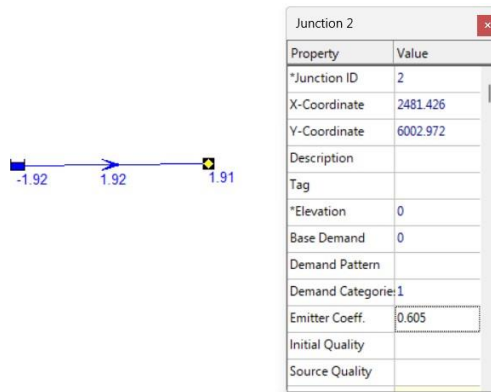 Junction 2
Property Value
*Junction ID 2
X-Coordinate 2481.426
Y-Coordinate 6002.972
Description
Tag
*Elevation 0
Base Demand 0
Demand Pattern
Demand Categorie: 1
Emitter Coeff. 0.605
Initial Quality
Source Quality
-1.92 1.92 1.91